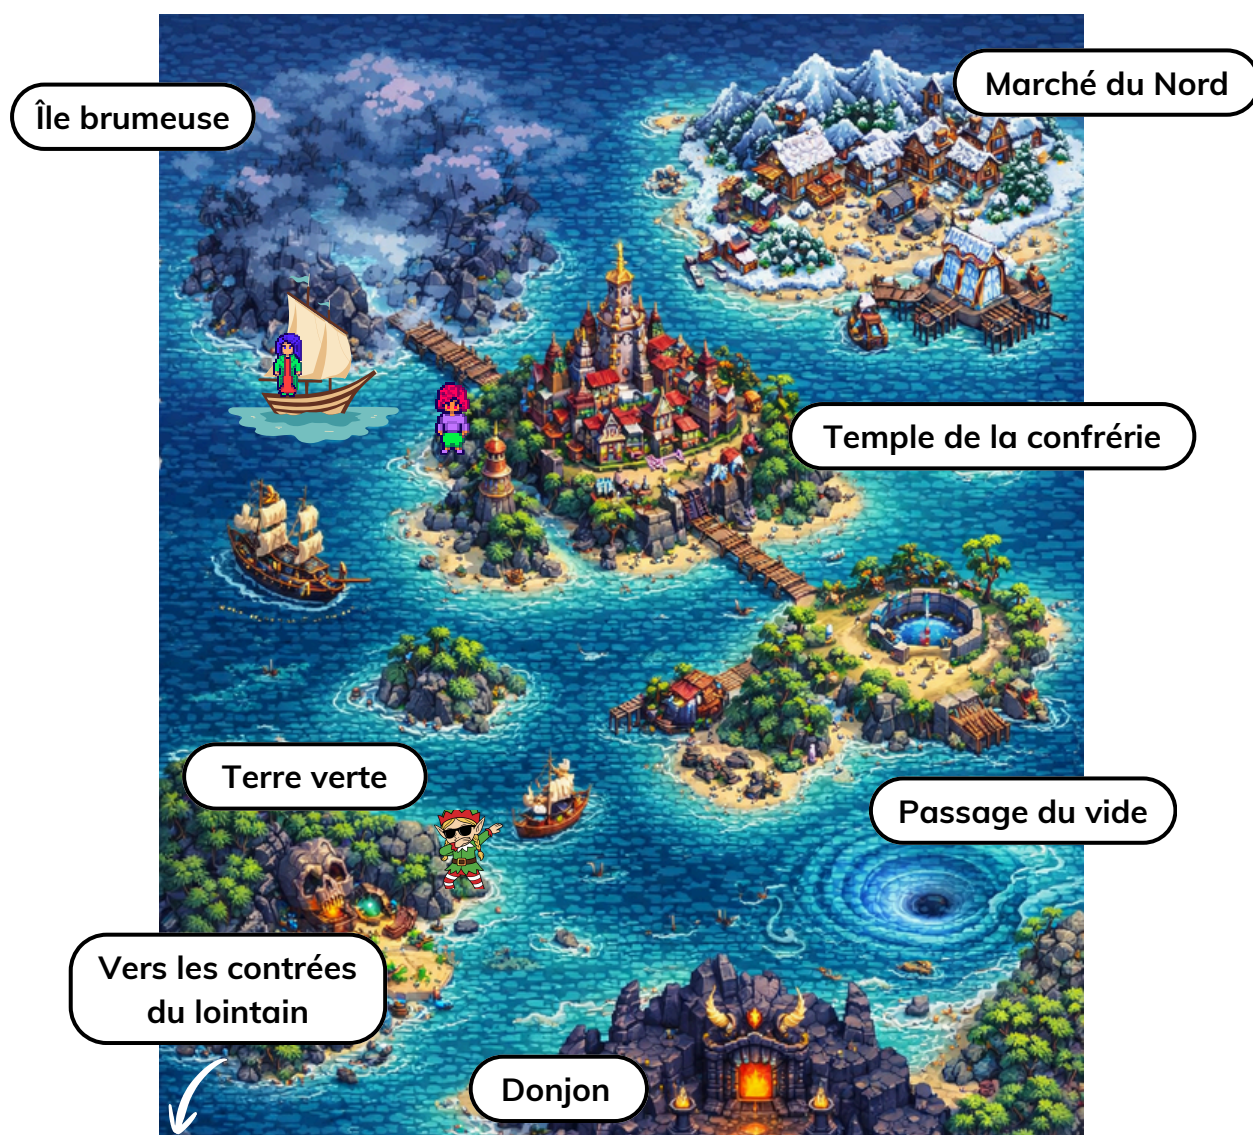 Île brumeuse
Marché du Nord
Temple de la confrérie
Terre verte
Passage du vide
Vers les contrées
du lointain
Donjon